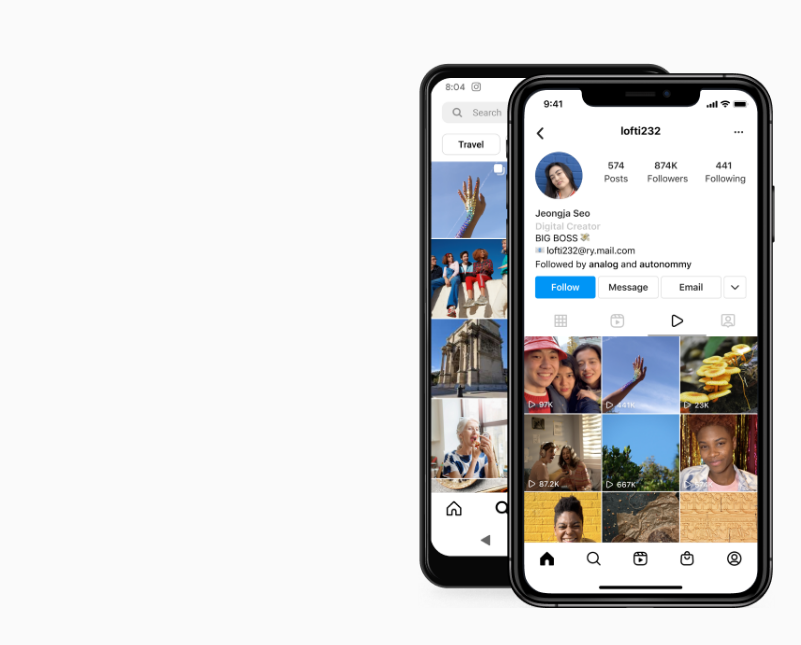 8:04
Search
Travel
9:41
lofti232
574 874K 441
Posts Followers Following
Jeongja Seo
Digital Creator
BIG BOSS
lofti232@ry.mail.com
Followed by analog and autonommy
Follow Message Email
97K 441K 23K
87.2K 667K